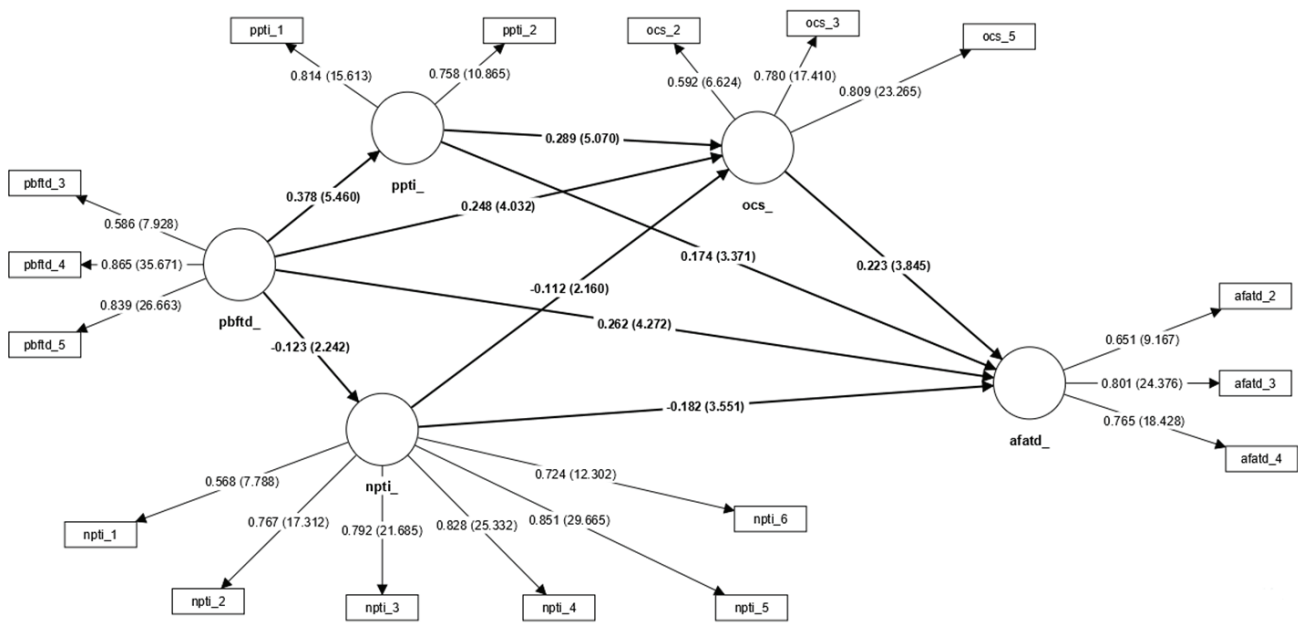 ppti_1
ppti_2
ocs_2
ocs_3
ocs_5
0.814 (15.613)
0.758 (10.865)
0.592 (6.624)
0.780 (17.410)
0.809 (23.265)
0.289 (5.070)
ppti_
ocs_
pbftd_3
0.378 (5.460)
0.248 (4.032)
0.586 (7.928)
0.174 (3.371)
0.223 (3.845)
pbftd_4
0.865 (35.671)
0.839 (26.663)
-0.112 (2.160)
afatd_2
pbftd_
0.262 (4.272)
pbftd_5
-0.123 (2.242)
0.651 (9.167)
0.801 (24.376)
afatd_3
-0.182 (3.551)
0.765 (18.428)
afatd_
afatd_4
0.568 (7.788)
npti_
0.724 (12.302)
0.767 (17.312)
0.792 (21.685)
0.828 (25.332)
0.851 (29.665)
npti_6
npti_1
npti_2
npti_3
npti_4
npti_5